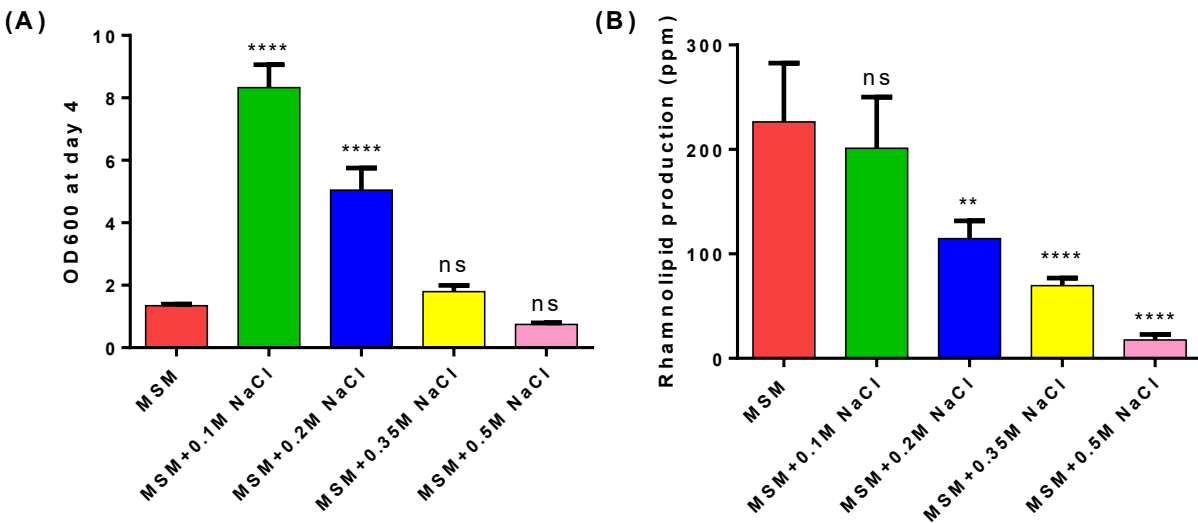 (A)
OD600 at day 4
10
8
6
4
2
0
****
****
ns
ns
MSM
MSM+0.1M NaCl
MSM+0.2M NaCl
MSM+0.35M NaCl
MSM+0.5M NaCl
(B)
Rhamnolipid production (ppm)
300
200
100
0
ns
**
****
****
MSM
MSM+0.1M NaCl
MSM+0.2M NaCl
MSM+0.35M NaCl
MSM+0.5M NaCl